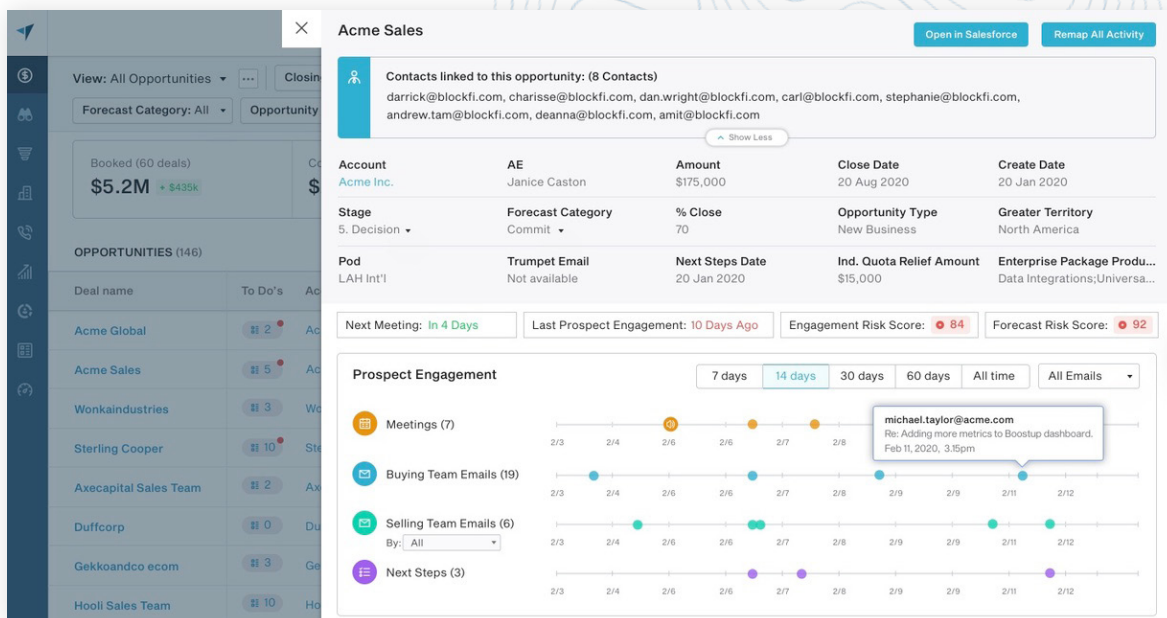 Acme Sales
Open in Salesforce
Remap All Activity
View: All Opportunities
...
Closin
Forecast Category: All
Opportunity
Contacts linked to this opportunity: (8 Contacts)
darrick@blockfi.com, charisse@blockfi.com, dan.wright@blockfi.com, carl@blockfi.com, stephanie@blockfi.com,
andrew.tam@blockfi.com, deanna@blockfi.com, amit@blockfi.com
Show Less
Booked (60 deals)
$5.2M + $435k
Co
$
OPPORTUNITIES (146)
Deal name To Do's Ac
Acme Global 2 Ac
Acme Sales 5 Ac
Wonkaindustries 3 Wo
Sterling Cooper 10 Ste
Axecapital Sales Team 2 Ax
Duffcorp 0 Du
Gekkoandco ecom 3 Ge
Hooli Sales Team 10 Ho
Account AE Amount Close Date Create Date
Acme Inc. Janice Caston $175,000 20 Aug 2020 20 Jan 2020
Stage Forecast Category % Close Opportunity Type Greater Territory
5. Decision Commit 70 New Business North America
Pod Trumpet Email Next Steps Date Ind. Quota Relief Amount Enterprise Package Produ...
LAH Int'l Not available 20 Jan 2020 $15,000 Data Integrations;Universa...
Next Meeting: In 4 Days Last Prospect Engagement: 10 Days Ago Engagement Risk Score: 84 Forecast Risk Score: 92
Prospect Engagement 7 days 14 days 30 days 60 days All time All Emails
Meetings (7)
2/3 2/4 2/6 2/6 2/7 2/8
michael.taylor@acme.com
Re: Adding more metrics to Boostup dashboard.
Feb 11, 2020, 3.15pm
Buying Team Emails (19)
2/3 2/4 2/6 2/6 2/7 2/8 2/9 2/9 2/11 2/12
Selling Team Emails (6)
By: All
2/3 2/4 2/6 2/6 2/7 2/8 2/9 2/9 2/11 2/12
Next Steps (3)
2/3 2/4 2/6 2/6 2/7 2/8 2/9 2/9 2/11 2/12